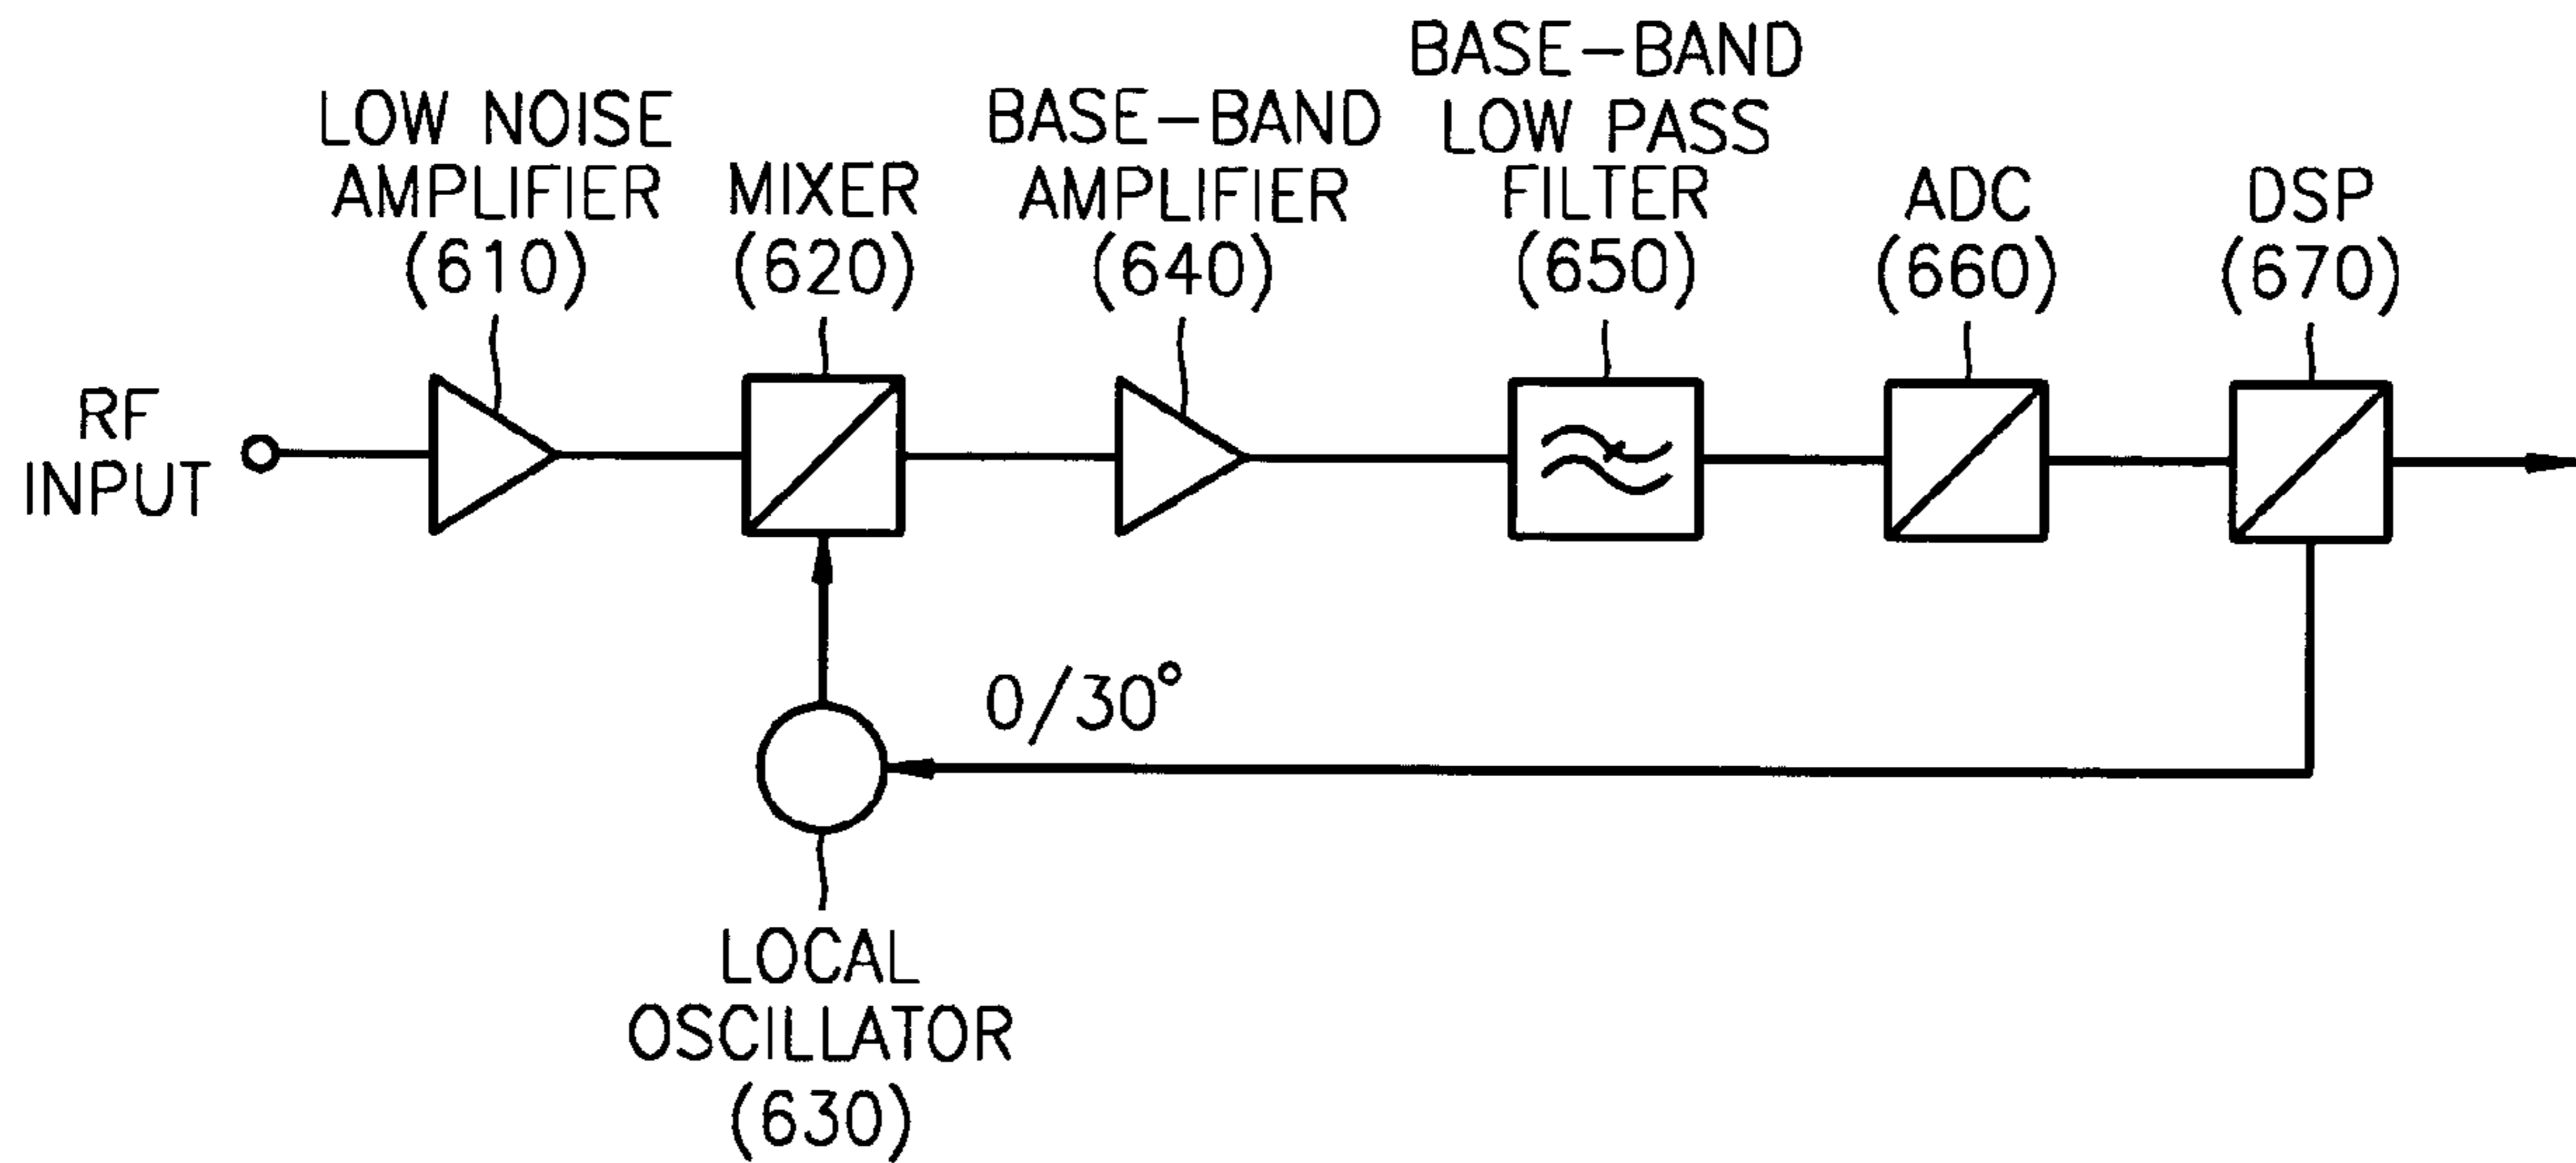 RF
INPUT
LOW NOISE
AMPLIFIER
(610)
MIXER
(620)
BASE-BAND
AMPLIFIER
(640)
BASE-BAND
LOW PASS
FILTER
(650)
ADC
(660)
DSP
(670)
0/30°
LOCAL
OSCILLATOR
(630)